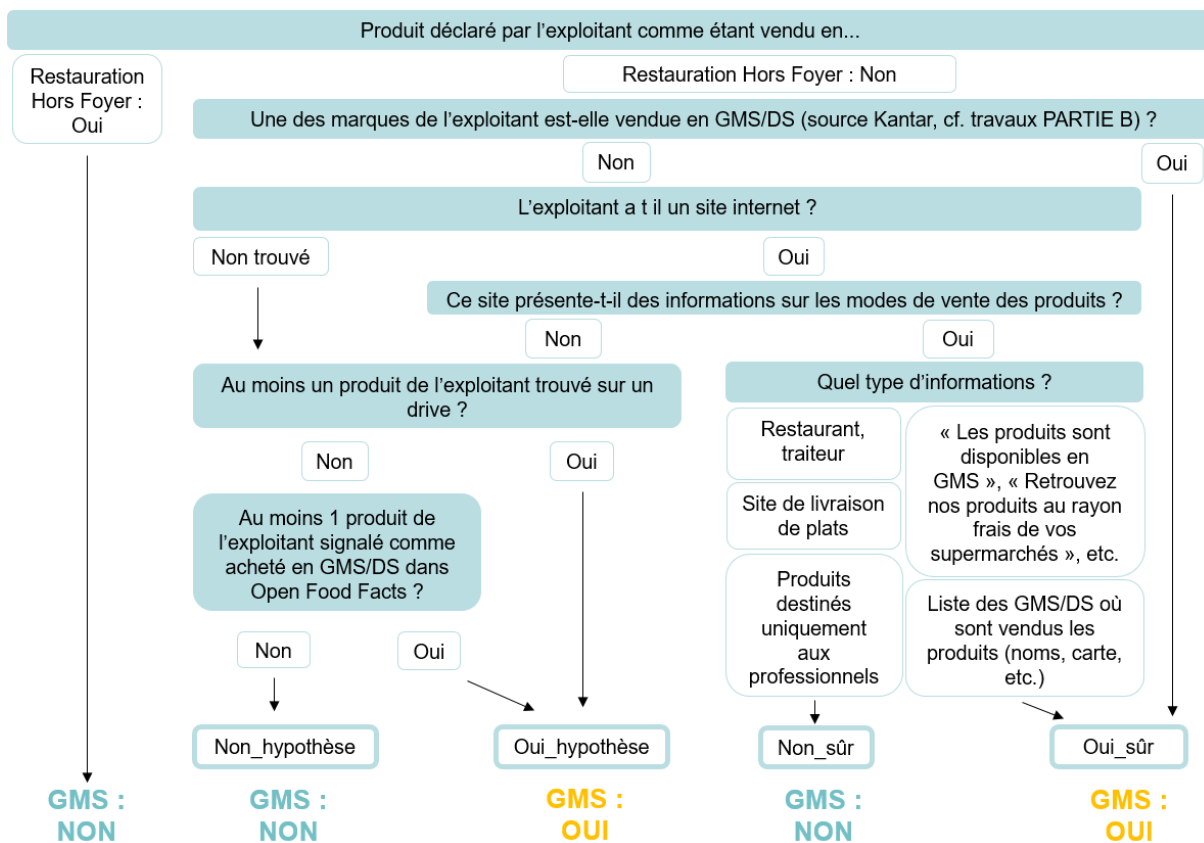 Produit déclaré par l’exploitant comme étant vendu en...
Restauration
Hors Foyer :
Oui
Restauration Hors Foyer : Non
Une des marques de l’exploitant est-elle vendue en GMS/DS (source Kantar, cf. travaux PARTIE B) ?
Non
Oui
L’exploitant a t il un site internet ?
Non trouvé
Oui
Ce site présente-t-il des informations sur les modes de vente des produits ?
Non
Oui
Au moins un produit de l’exploitant trouvé sur un
drive ?
Quel type d’informations ?
Non
Oui
Restaurant,
traiteur
Site de livraison
de plats
Produits
destinés
uniquement
aux
professionnels
« Les produits sont
disponibles en
GMS », « Retrouvez
nos produits au rayon
frais de vos
supermarchés », etc.
Liste des GMS/DS où
sont vendus les
produits (noms, carte,
etc.)
Au moins 1 produit de
l’exploitant signalé comme
acheté en GMS/DS dans
Open Food Facts ?
Non
Oui
Non_hypothèse
Oui_hypothèse
Non_sûr
Oui_sûr
GMS :
NON
GMS :
NON
GMS :
OUI
GMS :
NON
GMS :
OUI